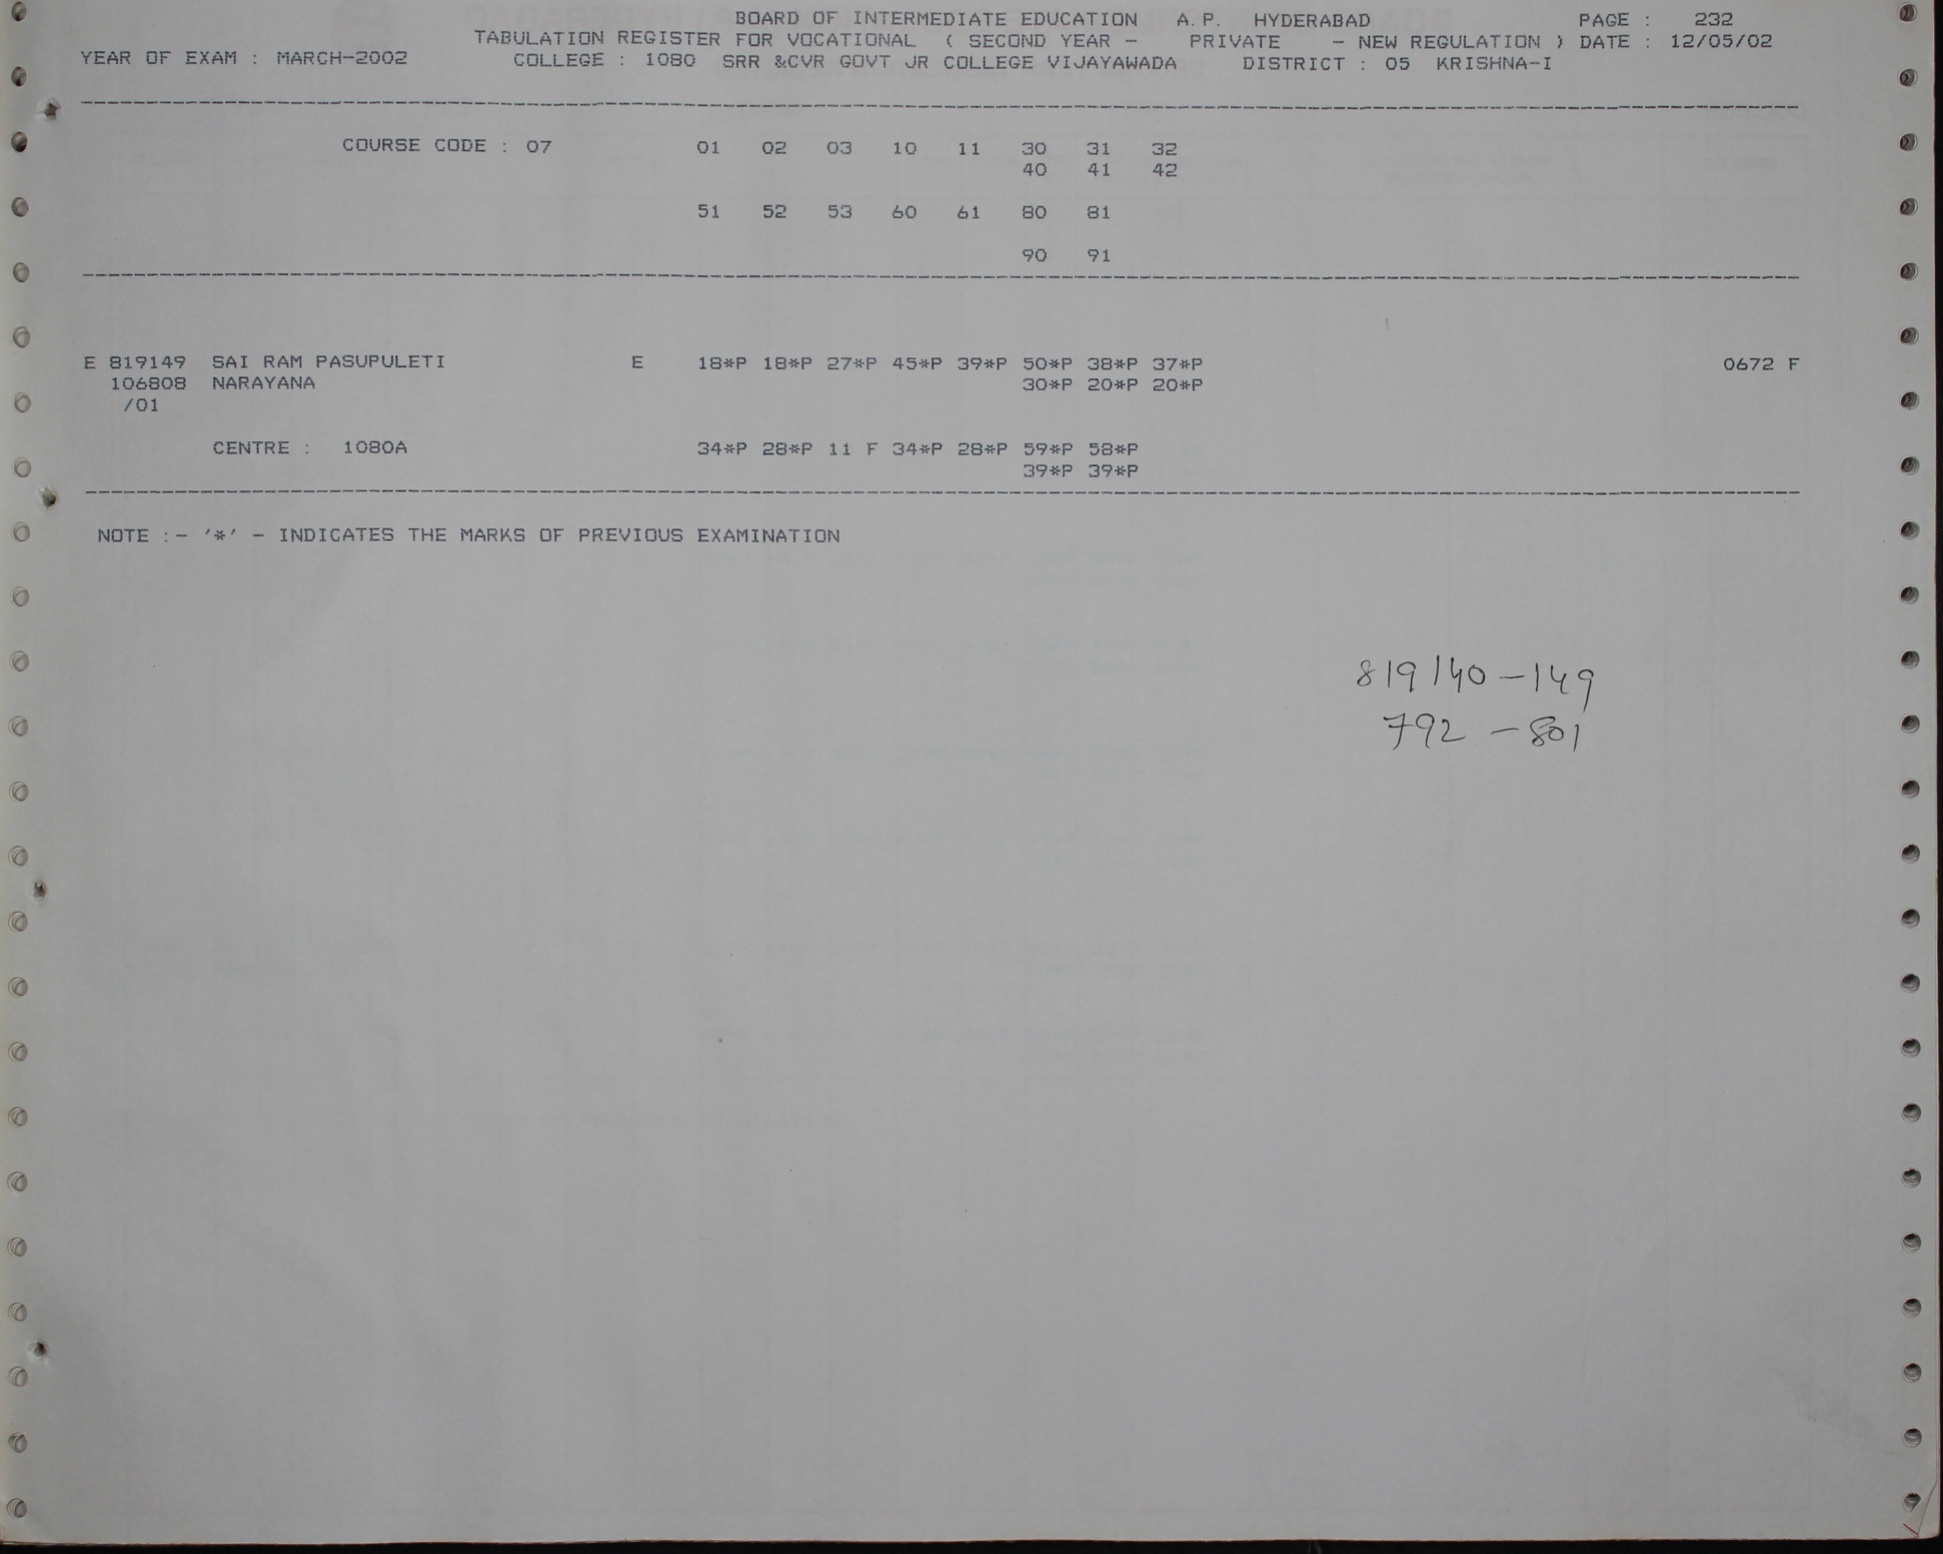 BOARD OF INTERMEDIATE EDUCATION A.P. HYDERABAD PAGE : 232
TABULATION REGISTER FOR VOCATIONAL ( SECOND YEAR - PRIVATE - NEW REGULATION ) DATE : 12/05/02
YEAR OF EXAM : MARCH-2002 COLLEGE : 1080 SRR &CVR GOVT JR COLLEGE VIJAYAWADA DISTRICT : 05 KRISHNA-I
COURSE CODE : 07 01 02 03 10 11 30 31 32
40 41 42
51 52 53 60 61 80 81
90 91
E 819149 SAI RAM PASUPULETI E 18*P 18*P 27*P 45*P 39*P 50*P 38*P 37*P 0672 F
106808 NARAYANA 30*P 20*P 20*P
/01
CENTRE : 1080A 34*P 28*P 11 F 34*P 28*P 59*P 58*P
39*P 39*P
NOTE :- '*' - INDICATES THE MARKS OF PREVIOUS EXAMINATION
819140-149
792 -801